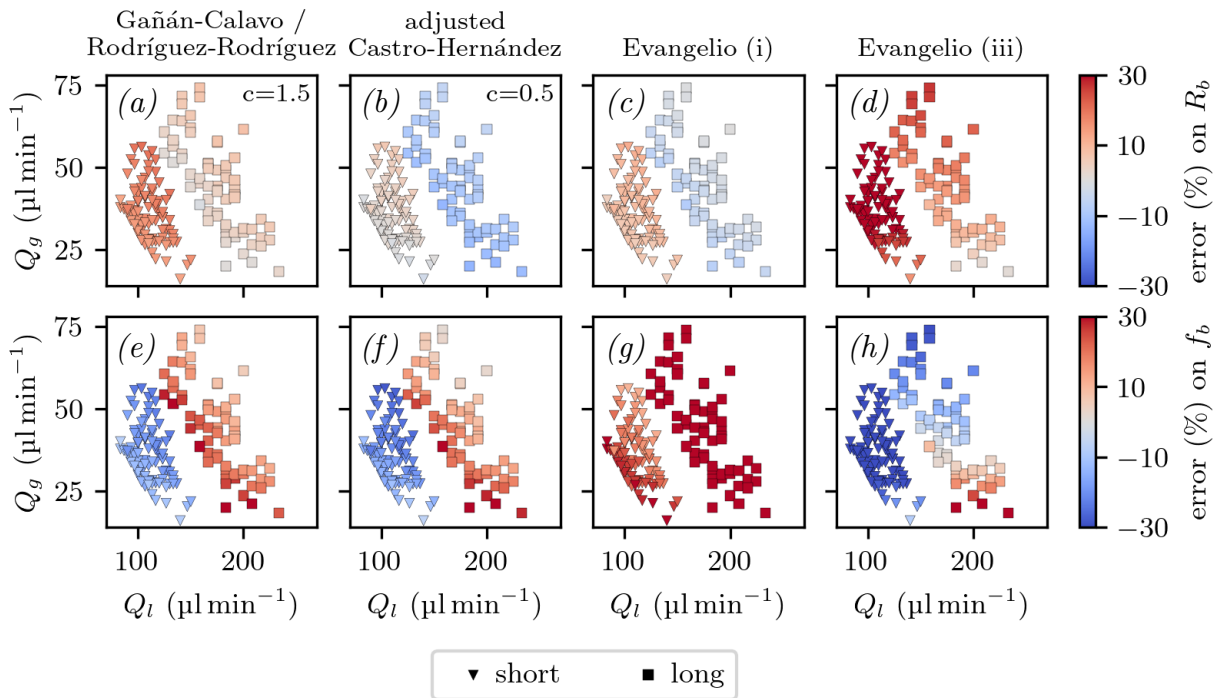 Gañán-Calavo /
Rodríguez-Rodríguez
adjusted
Castro-Hernández
Evangelio (i)
Evangelio (iii)
(a) c=1.5
(b) c=0.5
(c)
(d)
75
50
25
Q_g (µl min⁻¹)
30
10
−10
−30
error (%) on R_b
(e)
(f)
(g)
(h)
75
50
25
Q_g (µl min⁻¹)
30
10
−10
−30
error (%) on f_b
100 200 100 200 100 200 100 200
Q_l (µl min⁻¹) Q_l (µl min⁻¹) Q_l (µl min⁻¹) Q_l (µl min⁻¹)
short long